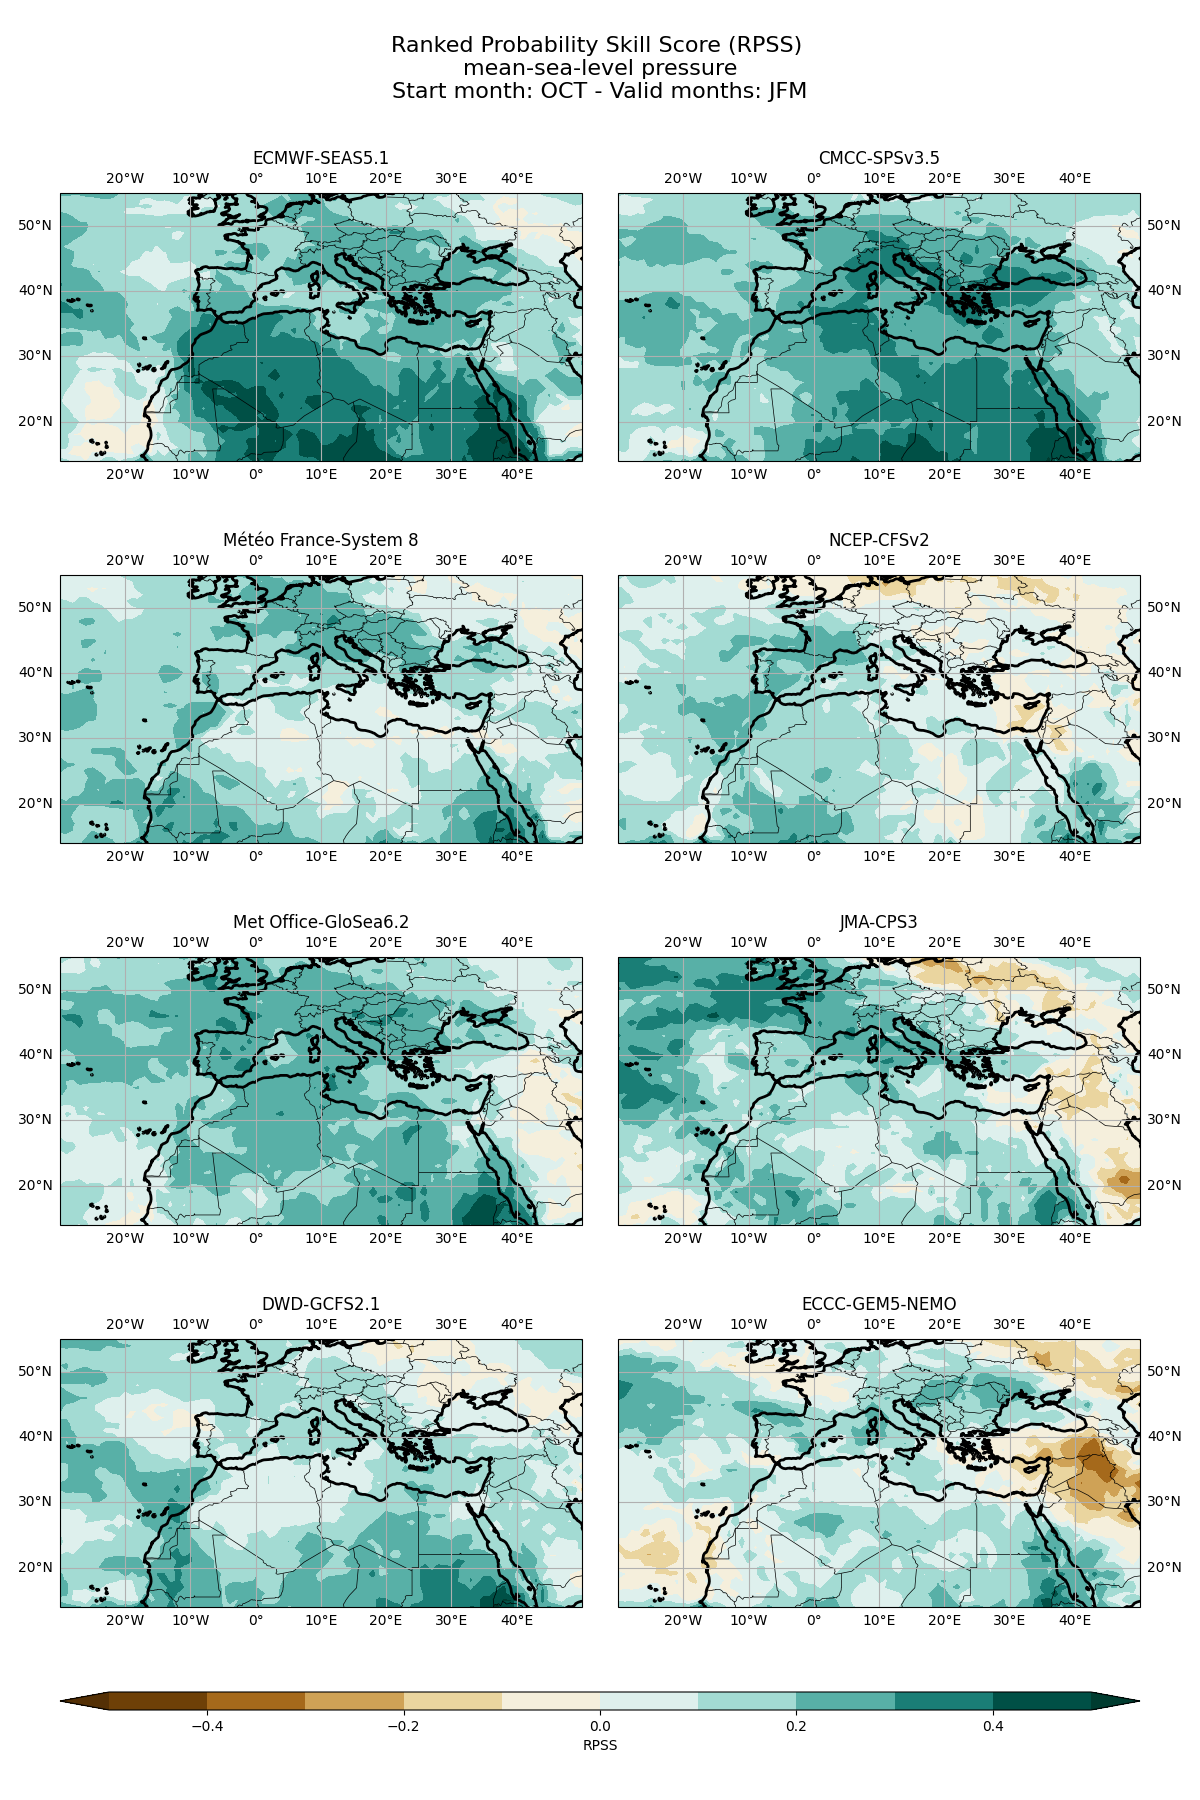 Ranked Probability Skill Score (RPSS)
mean-sea-level pressure
Start month: OCT - Valid months: JFM
ECMWF-SEAS5.1 CMCC-SPSv3.5
20°W 10°W 0° 10°E 20°E 30°E 40°E 20°W 10°W 0° 10°E 20°E 30°E 40°E
50°N 50°N
40°N 40°N
30°N 30°N
20°N 20°N
20°W 10°W 0° 10°E 20°E 30°E 40°E 20°W 10°W 0° 10°E 20°E 30°E 40°E
Météo France-System 8 NCEP-CFSv2
20°W 10°W 0° 10°E 20°E 30°E 40°E 20°W 10°W 0° 10°E 20°E 30°E 40°E
50°N 50°N
40°N 40°N
30°N 30°N
20°N 20°N
20°W 10°W 0° 10°E 20°E 30°E 40°E 20°W 10°W 0° 10°E 20°E 30°E 40°E
Met Office-GloSea6.2 JMA-CPS3
20°W 10°W 0° 10°E 20°E 30°E 40°E 20°W 10°W 0° 10°E 20°E 30°E 40°E
50°N 50°N
40°N 40°N
30°N 30°N
20°N 20°N
20°W 10°W 0° 10°E 20°E 30°E 40°E 20°W 10°W 0° 10°E 20°E 30°E 40°E
DWD-GCFS2.1 ECCC-GEM5-NEMO
20°W 10°W 0° 10°E 20°E 30°E 40°E 20°W 10°W 0° 10°E 20°E 30°E 40°E
50°N 50°N
40°N 40°N
30°N 30°N
20°N 20°N
20°W 10°W 0° 10°E 20°E 30°E 40°E 20°W 10°W 0° 10°E 20°E 30°E 40°E
−0.4 −0.2 0.0 0.2 0.4
RPSS